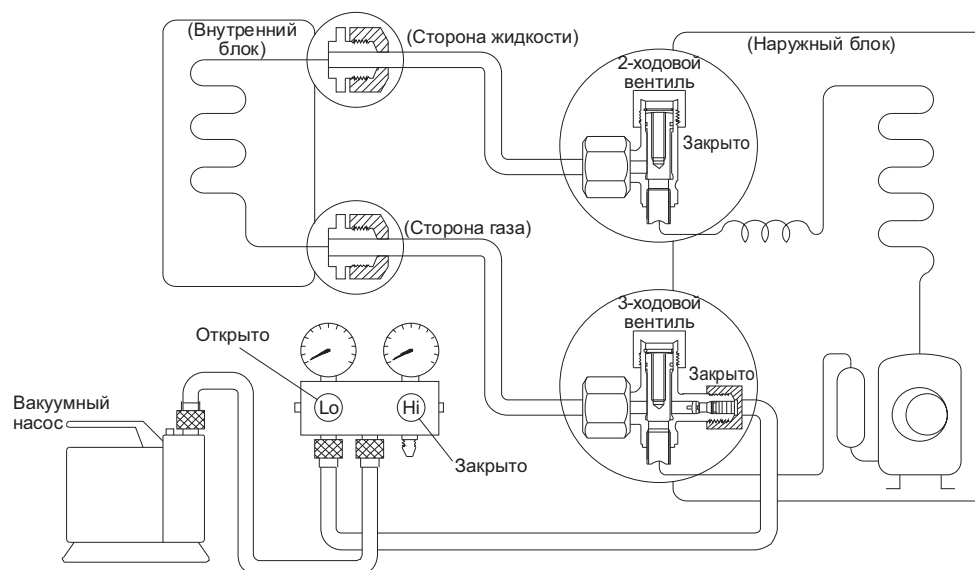 (Внутренний
блок)
(Сторона жидкости)
(Наружный блок)
2-ходовой
вентиль
Закрыто
(Сторона газа)
3-ходовой
вентиль
Закрыто
Открыто
Lo
Hi
Вакуумный
насос
Закрыто